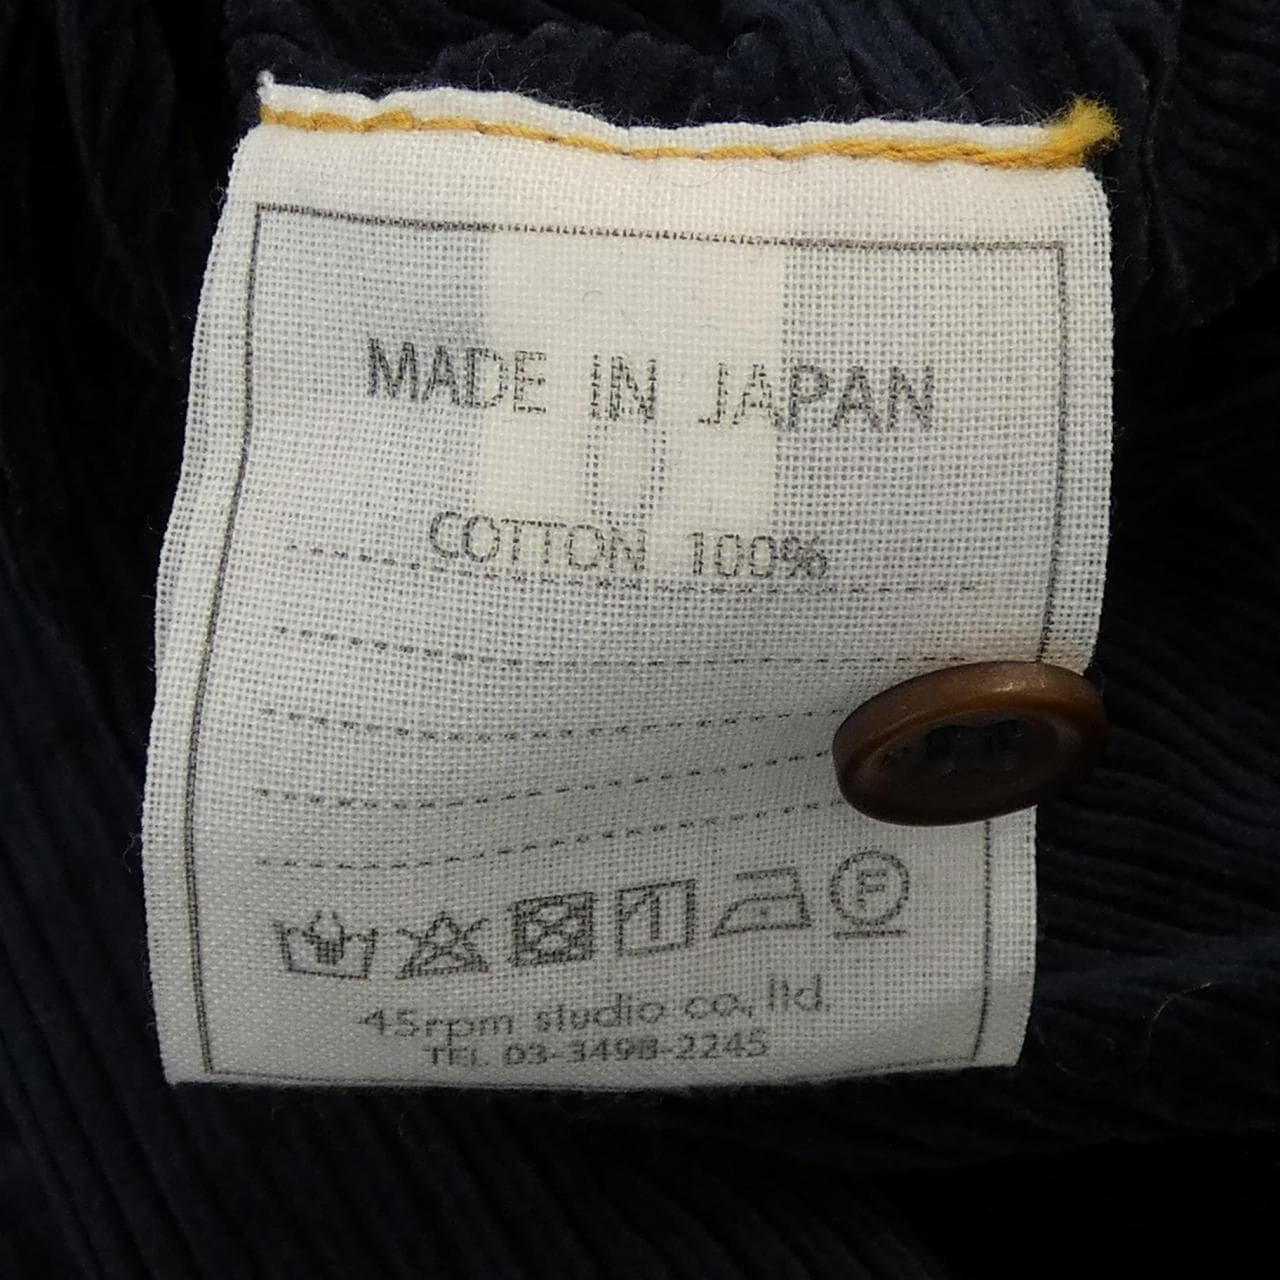 MADE IN JAPAN
COTTON 100%
F
45rpm studio co., ltd.
TEL 03-3498-2245